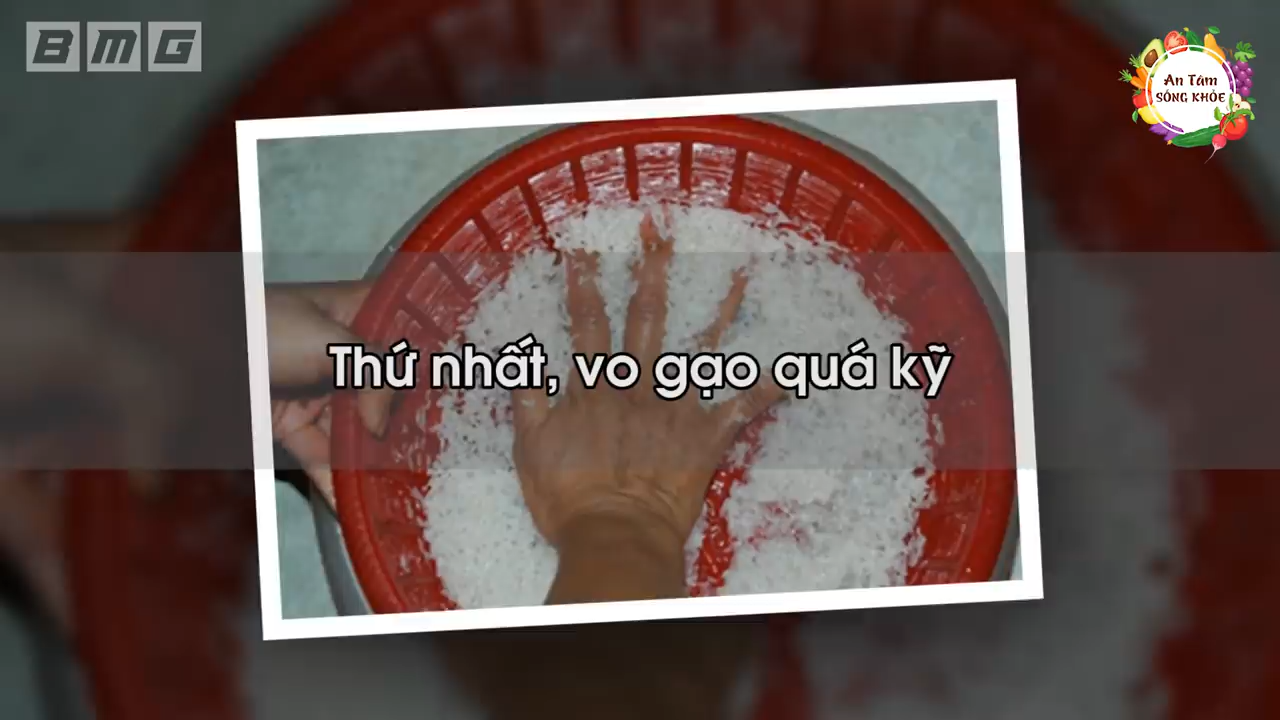 BMG
An Tâm
SỐNG KHỎE
Thứ nhất, vo gạo quá kỹ